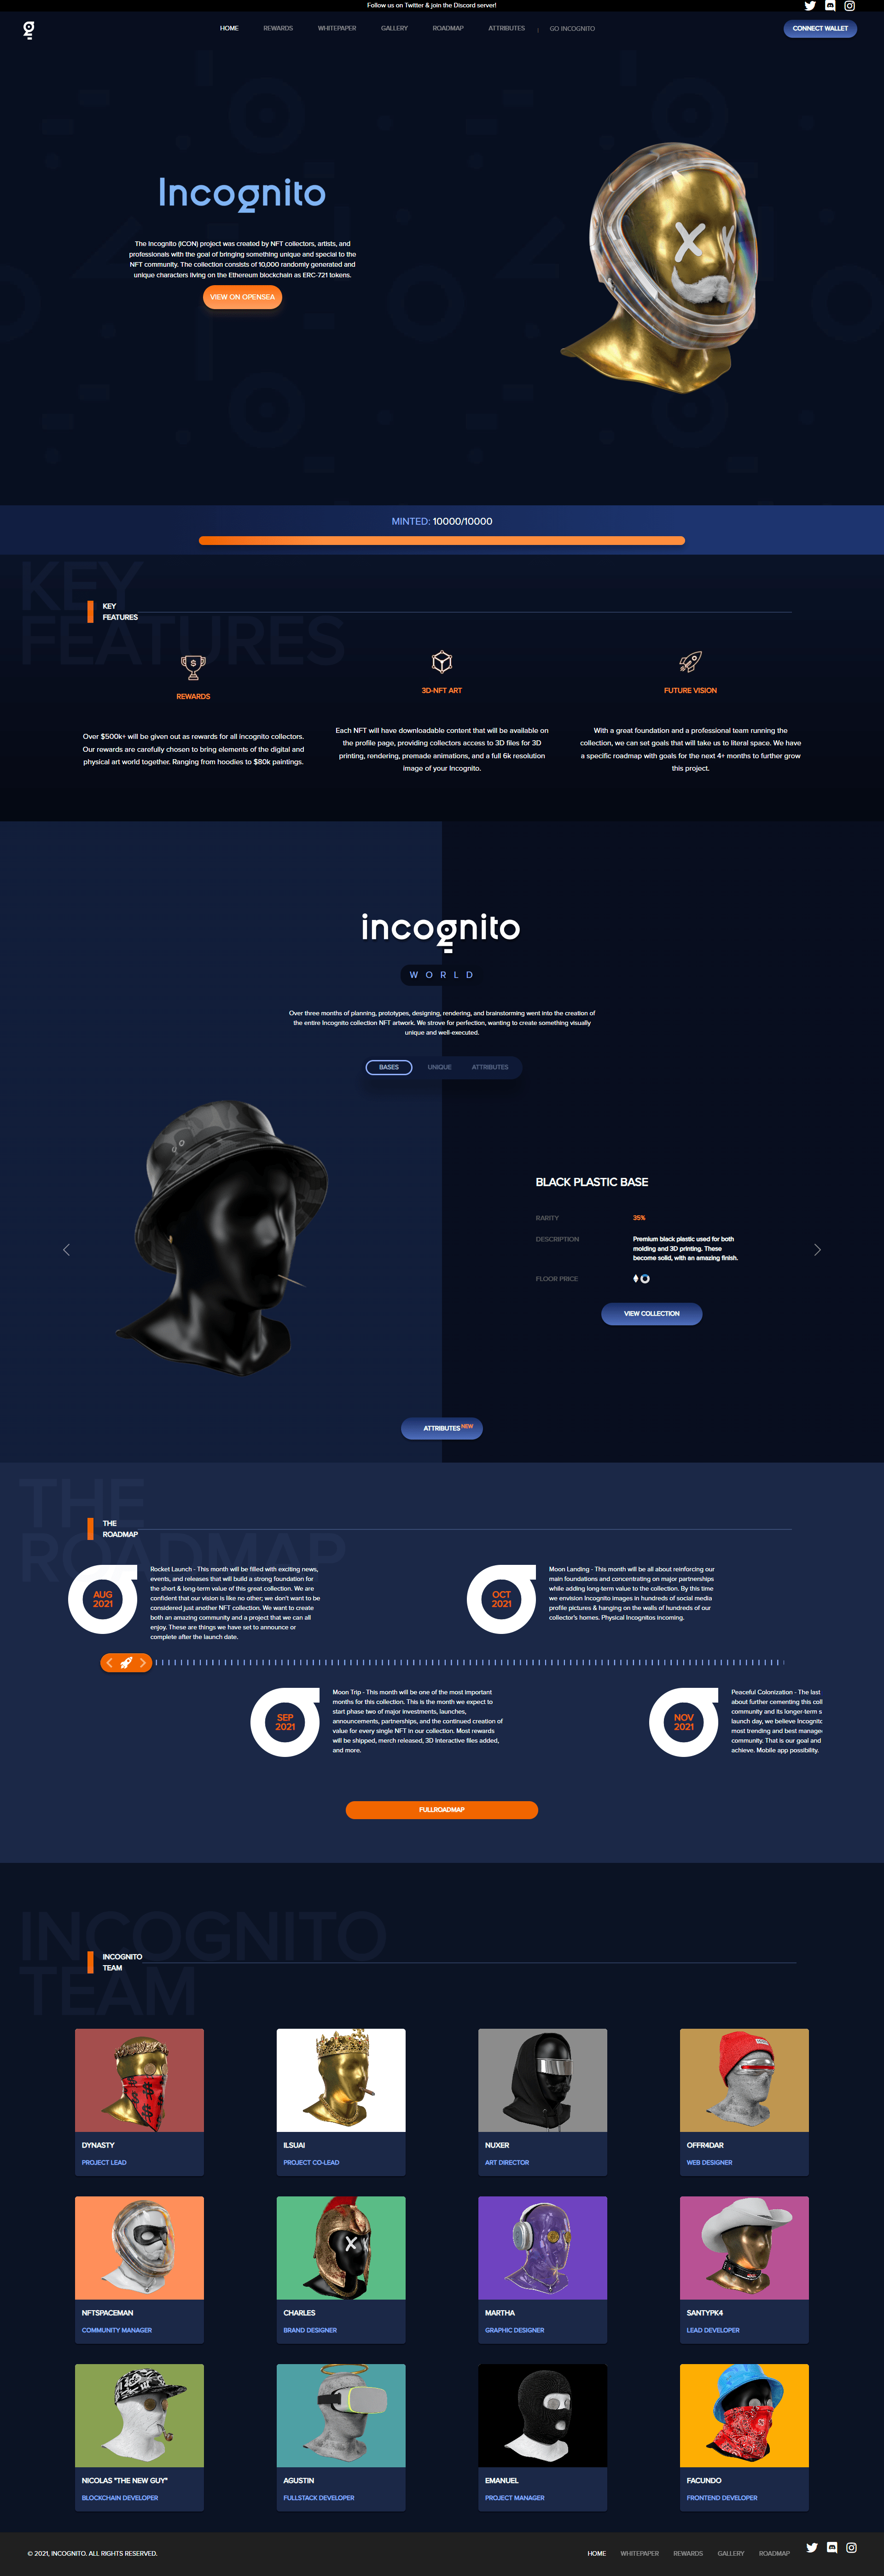 Follow us on Twitter & join the Discord server!
HOME REWARDS WHITEPAPER GALLERY ROADMAP ATTRIBUTES | GO INCOGNITO CONNECT WALLET
Incognito
The Incognito (ICON) project was created by NFT collectors, artists, and
professionals with the goal of bringing something unique and special to the
NFT community. The collection consists of 10,000 randomly generated and
unique characters living on the Ethereum blockchain as ERC-721 tokens.
VIEW ON OPENSEA
MINTED: 10000/10000
KEY
FEATURES
KEY
FEATURES
REWARDS
Over $500k+ will be given out as rewards for all incognito collectors.
Our rewards are carefully chosen to bring elements of the digital and
physical art world together. Ranging from hoodies to $80k paintings.
3D-NFT ART
Each NFT will have downloadable content that will be available on
the profile page, providing collectors access to 3D files for 3D
printing, rendering, premade animations, and a full 6k resolution
image of your Incognito.
FUTURE VISION
With a great foundation and a professional team running the
collection, we can set goals that will take us to literal space. We have
a specific roadmap with goals for the next 4+ months to further grow
this project.
incognito
WORLD
Over three months of planning, prototypes, designing, rendering, and brainstorming went into the creation of
the entire Incognito collection NFT artwork. We strove for perfection, wanting to create something visually
unique and well-executed.
BASES UNIQUE ATTRIBUTES
BLACK PLASTIC BASE
RARITY 35%
DESCRIPTION Premium black plastic used for both
molding and 3D printing. These
become solid, with an amazing finish.
FLOOR PRICE
VIEW COLLECTION
ATTRIBUTES NEW
THE
ROADMAP
THE
ROADMAP
AUG
2021
Rocket Launch - This month will be filled with exciting news,
events, and releases that will build a strong foundation for
the short & long-term value of this great collection. We are
confident that our vision is like no other; we don't want to be
considered just another NFT collection. We want to create
both an amazing community and a project that we can all
enjoy. These are things we have set to announce or
complete after the launch date.
OCT
2021
Moon Landing - This month will be all about reinforcing our
main foundations and concentrating on major partnerships
while adding long-term value to the collection. By this time
we envision Incognito images in hundreds of social media
profile pictures & hanging on the walls of hundreds of our
collector's homes. Physical Incognitos incoming.
SEP
2021
Moon Trip - This month will be one of the most important
months for this collection. This is the month we expect to
start phase two of major investments, launches,
announcements, partnerships, and the continued creation of
value for every single NFT in our collection. Most rewards
will be shipped, merch released, 3D Interactive files added,
and more.
NOV
2021
Peaceful Colonization - The last
about further cementing this coll
community and its longer-term s
launch day, we believe Incognito
most trending and best manage
community. That is our goal and
achieve. Mobile app possibility.
FULLROADMAP
INCOGNITO
TEAM
INCOGNITO
TEAM
DYNASTY
PROJECT LEAD
ILSUAI
PROJECT CO-LEAD
NUXER
ART DIRECTOR
OFFR4DAR
WEB DESIGNER
NFTSPACEMAN
COMMUNITY MANAGER
CHARLES
BRAND DESIGNER
MARTHA
GRAPHIC DESIGNER
SANTYPK4
LEAD DEVELOPER
NICOLAS "THE NEW GUY"
BLOCKCHAIN DEVELOPER
AGUSTIN
FULLSTACK DEVELOPER
EMANUEL
PROJECT MANAGER
FACUNDO
FRONTEND DEVELOPER
© 2021, INCOGNITO. ALL RIGHTS RESERVED.
HOME WHITEPAPER REWARDS GALLERY ROADMAP